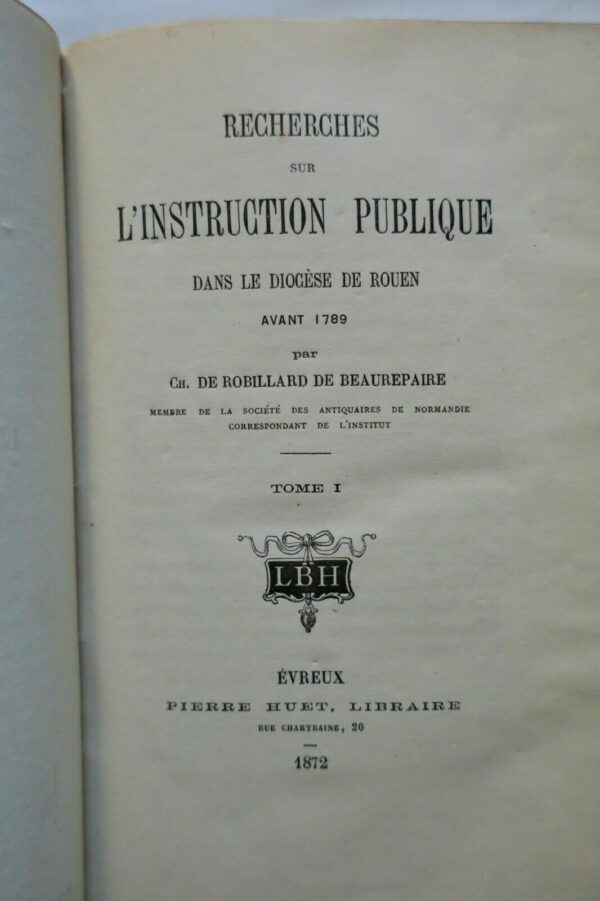 RECHERCHES
SUR
L'INSTRUCTION PUBLIQUE
DANS LE DIOCÈSE DE ROUEN
AVANT 1789
par
CH. DE ROBILLARD DE BEAUREPAIRE
MEMBRE DE LA SOCIÉTÉ DES ANTIQUAIRES DE NORMANDIE
CORRESPONDANT DE L'INSTITUT
TOME I
LBH
ÉVREUX
PIERRE HUET, LIBRAIRE
RUE CHARTRAINE, 20
1872